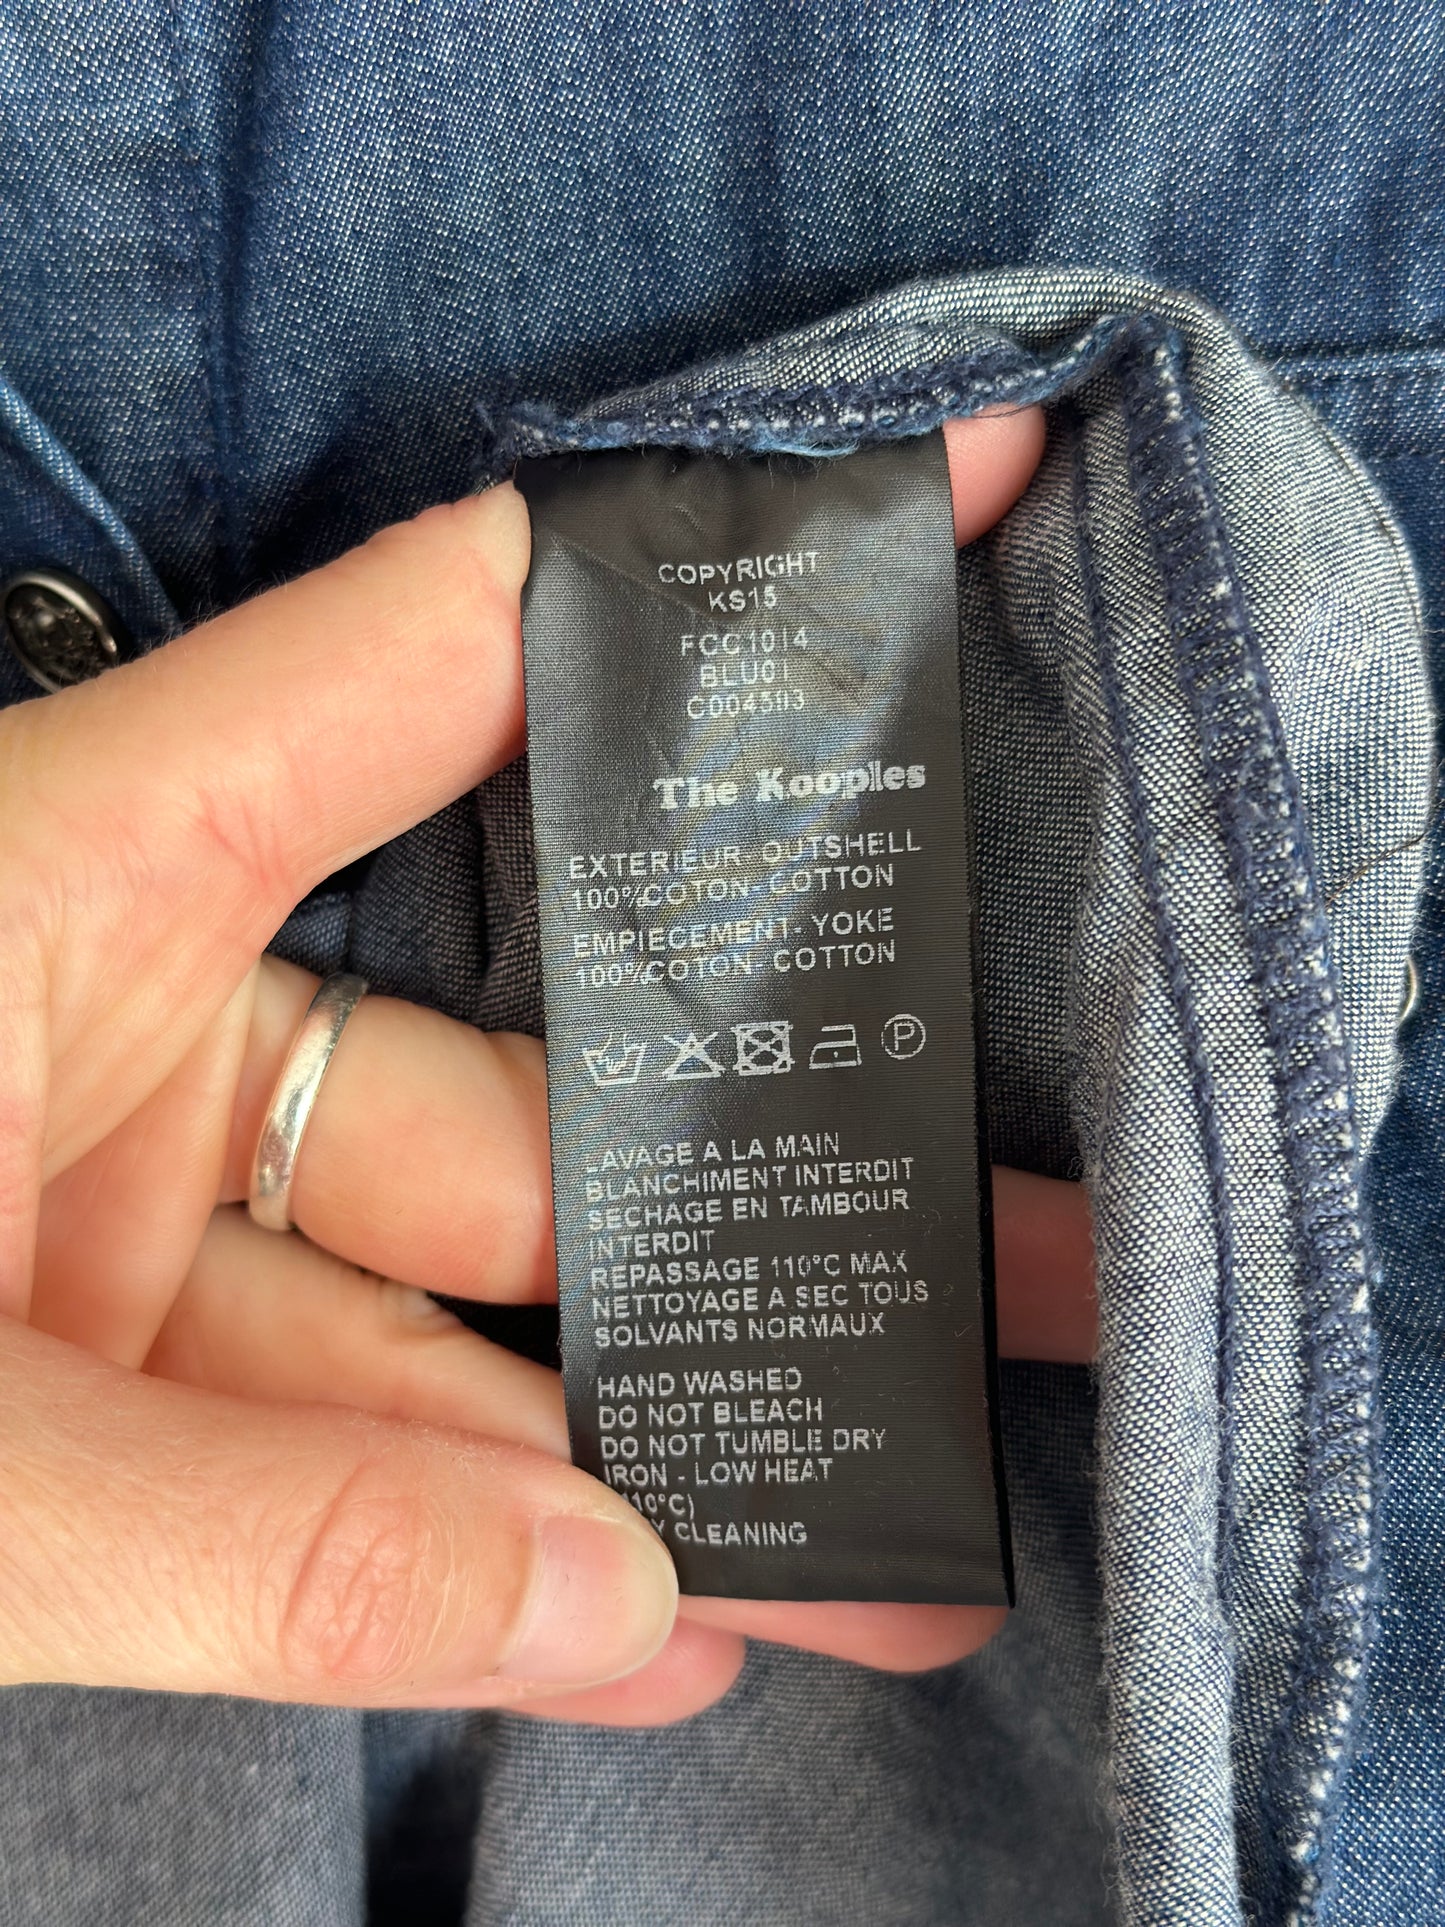 COPYRIGHT
KS15
FCC1014
BLU01
C004503
The Kooples
EXTERIEUR- OUTSHELL
100%COTON- COTTON
EMPIECEMENT- YOKE
100%COTON- COTTON
P
LAVAGE A LA MAIN
BLANCHIMENT INTERDIT
SECHAGE EN TAMBOUR
INTERDIT
REPASSAGE 110°C MAX
NETTOYAGE A SEC TOUS
SOLVANTS NORMAUX
HAND WASHED
DO NOT BLEACH
DO NOT TUMBLE DRY
IRON - LOW HEAT
10°C)
CLEANING